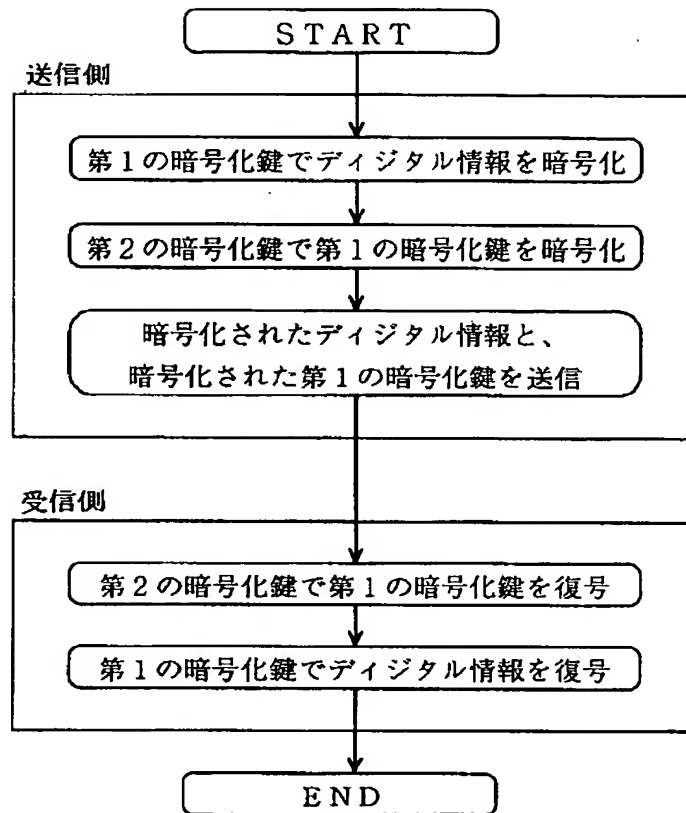 START
送信側
第1の暗号化鍵でディジタル情報を暗号化
第2の暗号化鍵で第1の暗号化鍵を暗号化
暗号化されたディジタル情報と、
暗号化された第1の暗号化鍵を送信
受信側
第2の暗号化鍵で第1の暗号化鍵を復号
第1の暗号化鍵でディジタル情報を復号
END